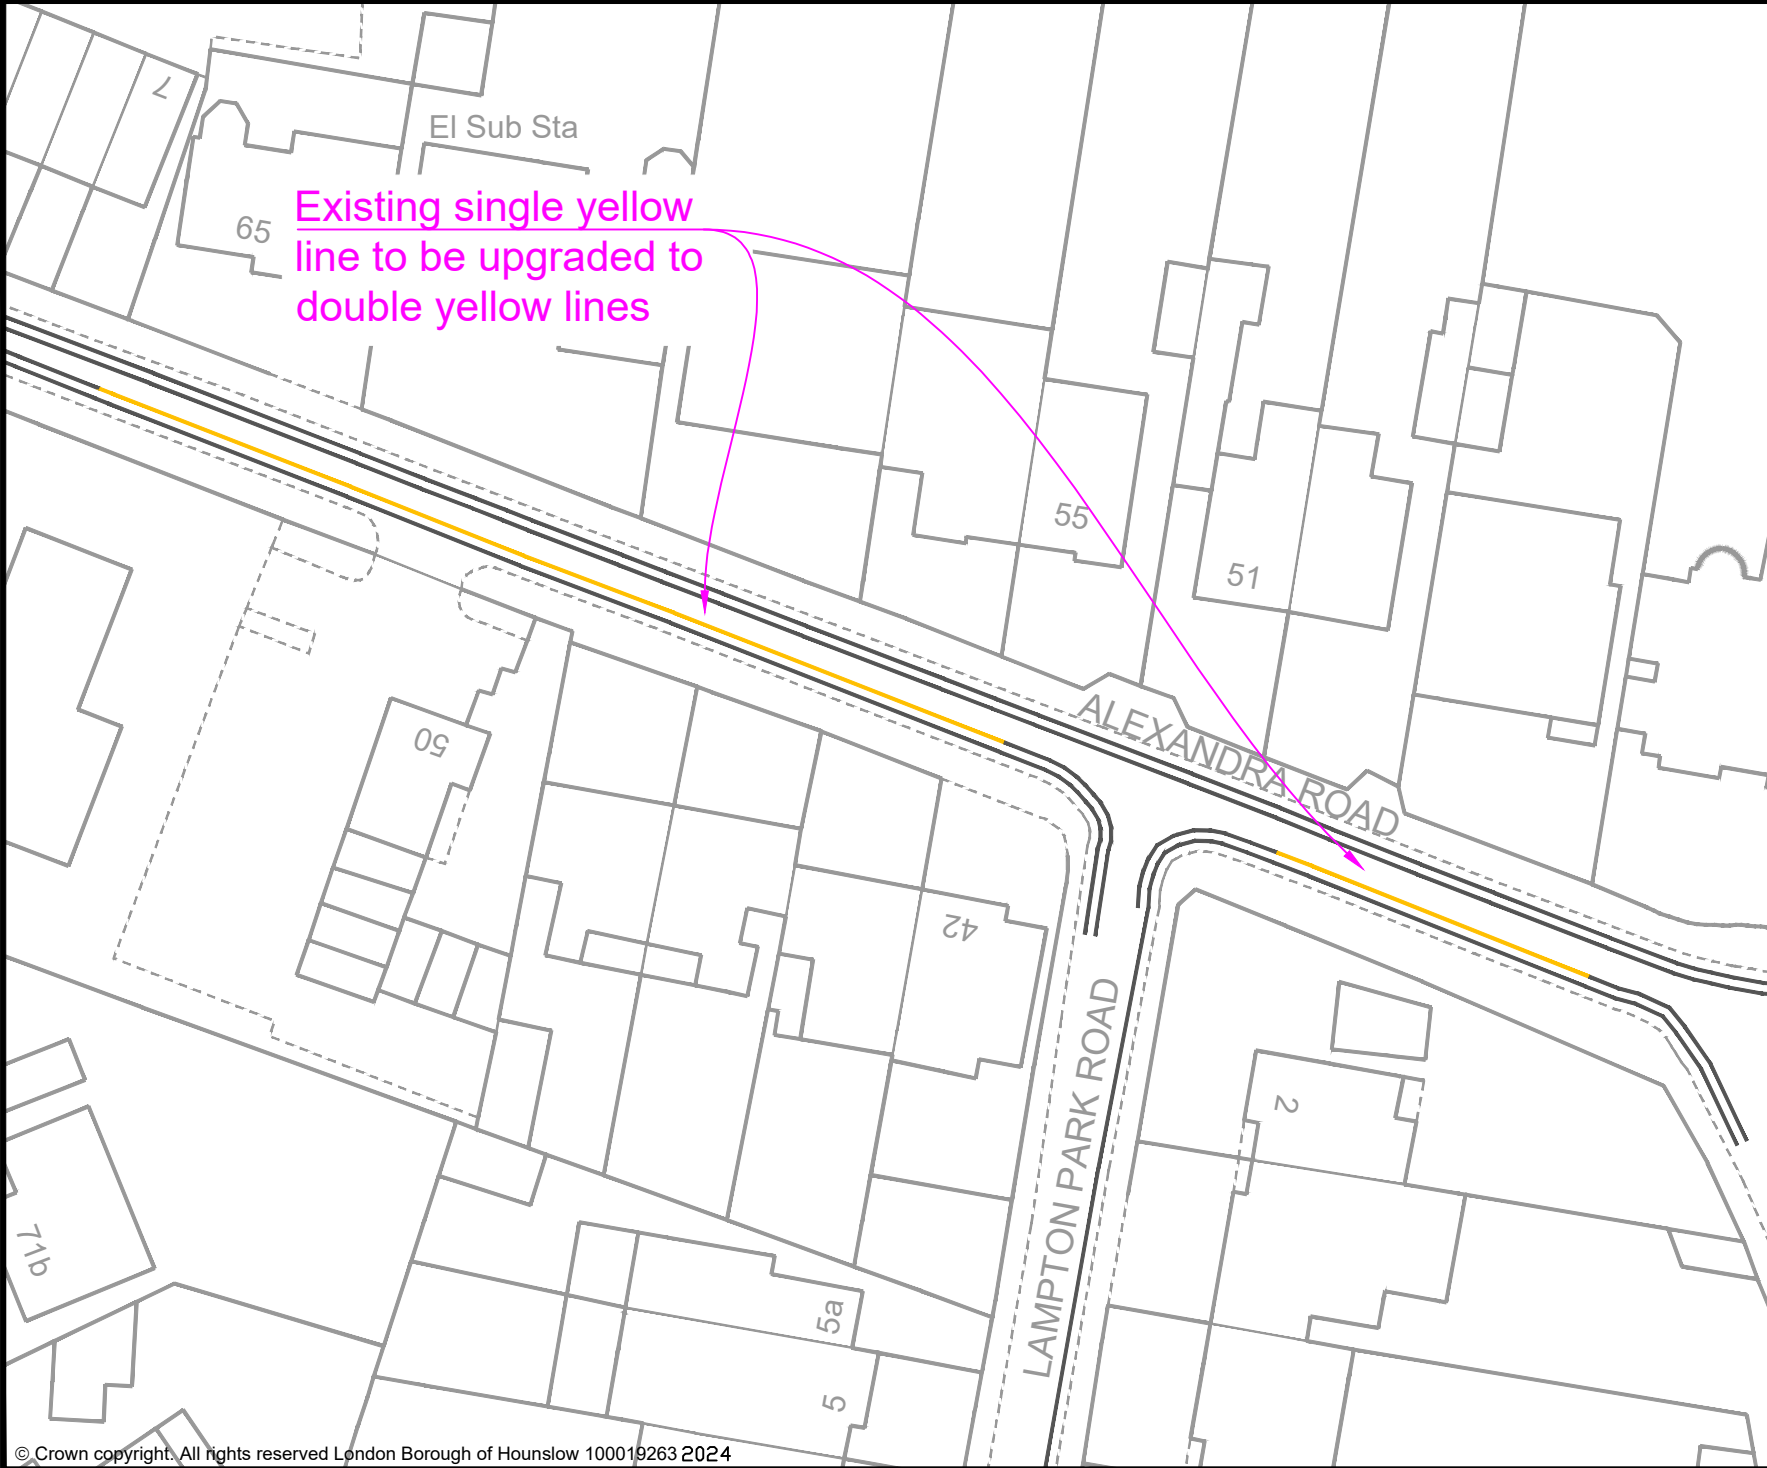 7
El Sub Sta
65
Existing single yellow
line to be upgraded to
double yellow lines
55
51
50
ALEXANDRA ROAD
42
LAMPTON PARK ROAD
2
71b
5a
5
© Crown copyright. All rights reserved London Borough of Hounslow 100019263 2024